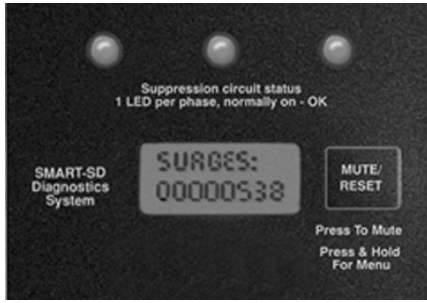 Suppression circuit status
1 LED per phase, normally on - OK
SMART-SD
Diagnostics
System
SURGES:
00000538
MUTE/
RESET
Press To Mute
Press & Hold
For Menu